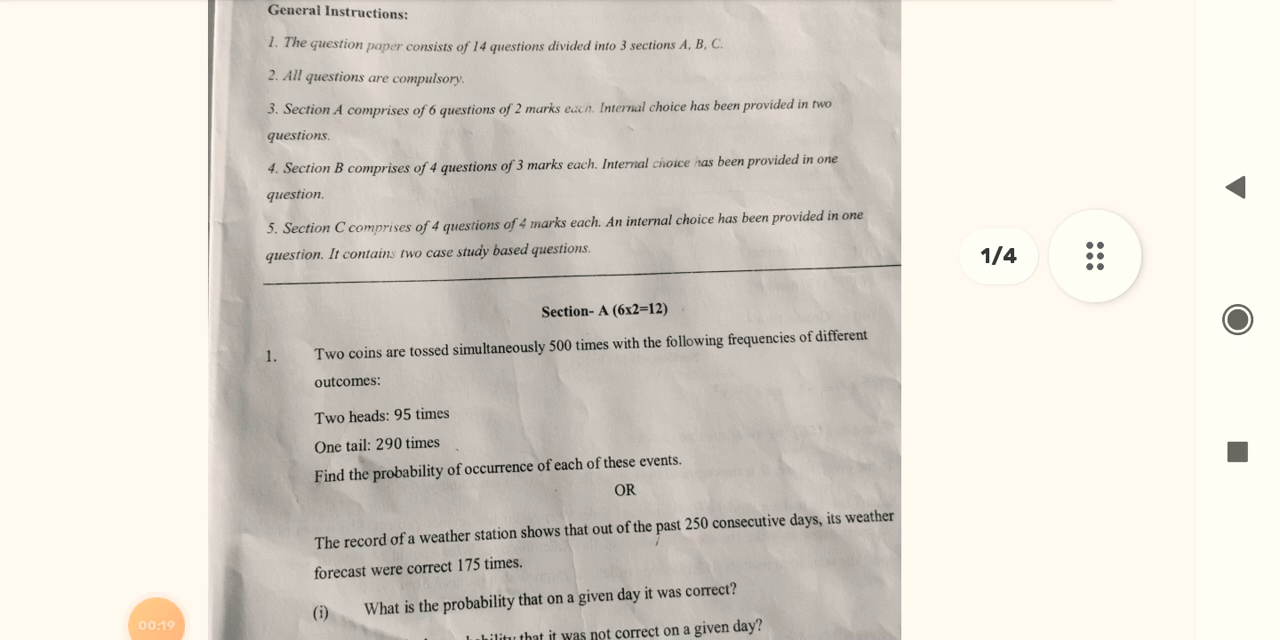 General Instructions:
1. The question paper consists of 14 questions divided into 3 sections A, B, C.
2. All questions are compulsory.
3. Section A comprises of 6 questions of 2 marks each. Internal choice has been provided in two
questions.
4. Section B comprises of 4 questions of 3 marks each. Internal choice has been provided in one
question.
5. Section C comprises of 4 questions of 4 marks each. An internal choice has been provided in one
question. It contains two case study based questions.
1/4
Section- A (6x2=12)
1. Two coins are tossed simultaneously 500 times with the following frequencies of different
outcomes:
Two heads: 95 times
One tail: 290 times
Find the probability of occurrence of each of these events.
OR
The record of a weather station shows that out of the past 250 consecutive days, its weather
forecast were correct 175 times.
(i) What is the probability that on a given day it was correct?
that it was not correct on a given day?
00:19